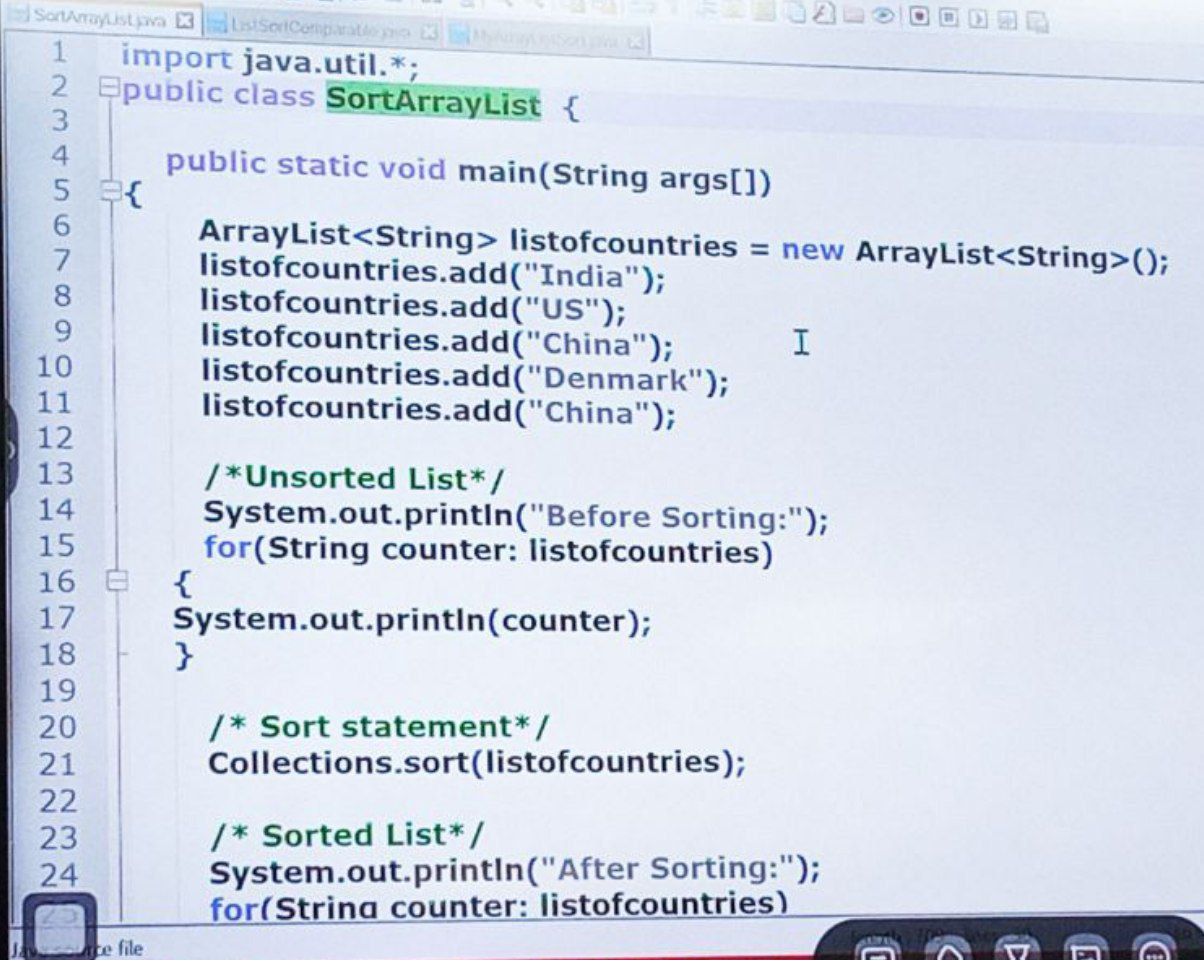 SortArrayList.java ListSortComparable.java MyArrayListSort.java
1 import java.util.*;
2 public class SortArrayList {
3
4 public static void main(String args[])
5 {
6 ArrayList<String> listofcountries = new ArrayList<String>();
7 listofcountries.add("India");
8 listofcountries.add("US");
9 listofcountries.add("China");
10 listofcountries.add("Denmark");
11 listofcountries.add("China");
12
13 /*Unsorted List*/
14 System.out.println("Before Sorting:");
15 for(String counter: listofcountries)
16 {
17 System.out.println(counter);
18 }
19
20 /* Sort statement*/
21 Collections.sort(listofcountries);
22
23 /* Sorted List*/
24 System.out.println("After Sorting:");
25 for(String counter: listofcountries)
Java source file